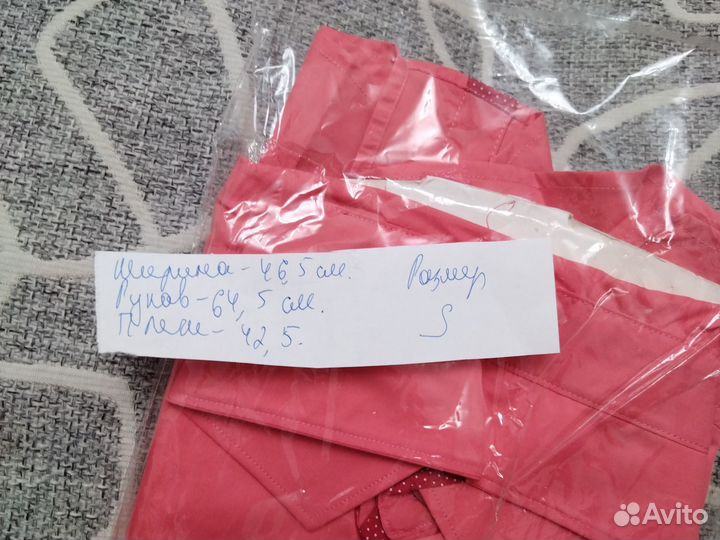 Ширина - 46,5 см. Размер
Рукав - 64,5 см. S
Плечи - 42,5.
Avito